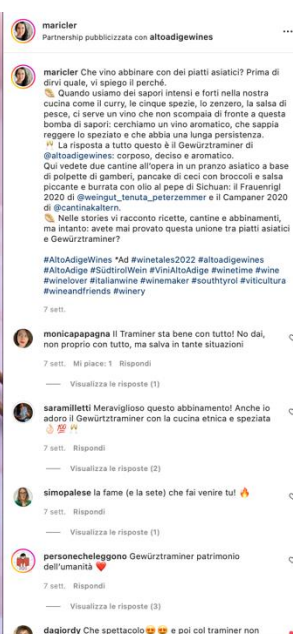 maricler
Partnership pubblicizzata con altoadigewines
maricler Che vino abbinare con dei piatti asiatici? Prima di
dirvi quale, vi spiego il perché.
Quando usiamo dei sapori intensi e forti nella nostra
cucina come il curry, le cinque spezie, lo zenzero, la salsa di
pesce, ci serve un vino che non scompaia di fronte a questa
bomba di sapori: cerchiamo un vino aromatico, che sappia
reggere lo speziato e che abbia una lunga persistenza.
🥂 Per risponde a tutto questo è il Gewürztraminer di
@altoadigewines: corposo, deciso e aromatico.
Qui vedete due cantine all'opera in un pranzo asiatico a base
di polpette di gamberi, pancake di ceci con broccoli e salsa
piccante e burrata con olio al pepe di Sichuan: il Frauenrigl
2020 di @weingut_tenuta_peterzemmer e il Campaner 2020
di @cantinakaltern.
Nelle stories vi racconto ricette, cantine e abbinamenti,
ma intanto: avete mai provato questa unione tra piatti asiatici
e Gewürztraminer?
#AltoAdigeWines *Ad #winetales2022 #altoadigewines
#AltoAdige #SüdtirolWein #ViniAltoAdige #winetime #wine
#winelover #italianwine #winemaker #southtyrol #viticultura
#wineandfriends #winery
7 sett.
monicapapagna Il Traminer sta bene con tutto! No dai,
non proprio con tutto, ma salva in tante situazioni
7 sett. Mi piace: 1 Rispondi
Visualizza le risposte (1)
saramilletti Meraviglioso questo abbinamento! Anche io
adoro il Gewürztraminer con la cucina etnica e speziata
👌🏻 💯 🥂
7 sett. Rispondi
Visualizza le risposte (2)
simopalese la fame (e la sete) che fai venire tu! 🔥
7 sett. Rispondi
Visualizza le risposte (1)
personecheleggono Gewürztraminer patrimonio
dell'umanità ❤️
7 sett. Rispondi
Visualizza le risposte (3)
dagiordy Che spettacolo 😍 😍 e poi col traminer non